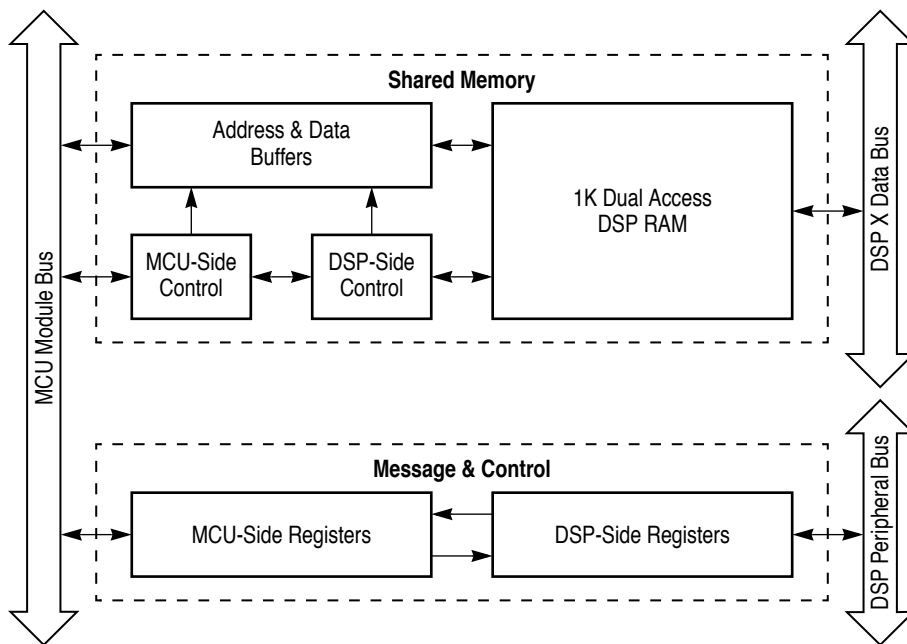 Shared Memory
Address & Data
Buffers
1K Dual Access
DSP RAM
MCU-Side
Control
DSP-Side
Control
MCU Module Bus
DSP X Data Bus
Message & Control
MCU-Side Registers
DSP-Side Registers
DSP Peripheral Bus